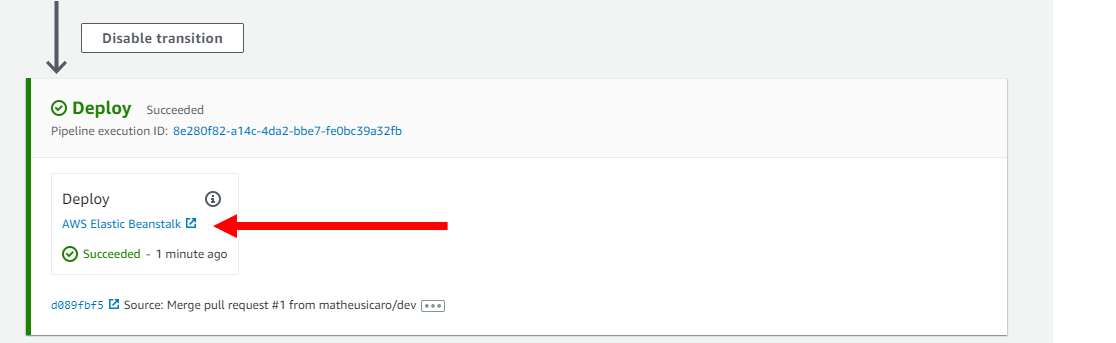 Disable transition
Deploy Succeeded
Pipeline execution ID: 8e280f82-a14c-4da2-bbe7-fe0bc39a32fb
Deploy
AWS Elastic Beanstalk
Succeeded - 1 minute ago
d089fbf5 Source: Merge pull request #1 from matheusicaro/dev